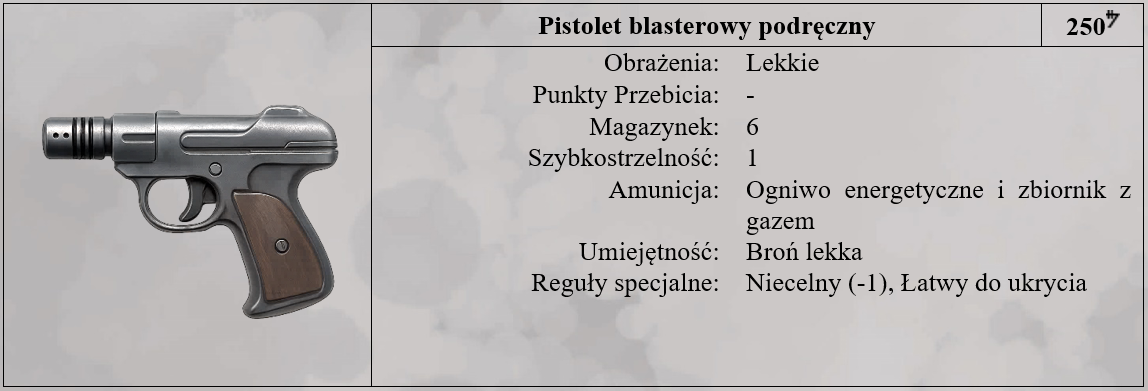 Pistolet blasterowy podręczny 250
Obrażenia: Lekkie
Punkty Przebicia: -
Magazynek: 6
Szybkostrzelność: 1
Amunicja: Ogniwo energetyczne i zbiornik z
gazem
Umiejętność: Broń lekka
Reguły specjalne: Niecelny (-1), Łatwy do ukrycia